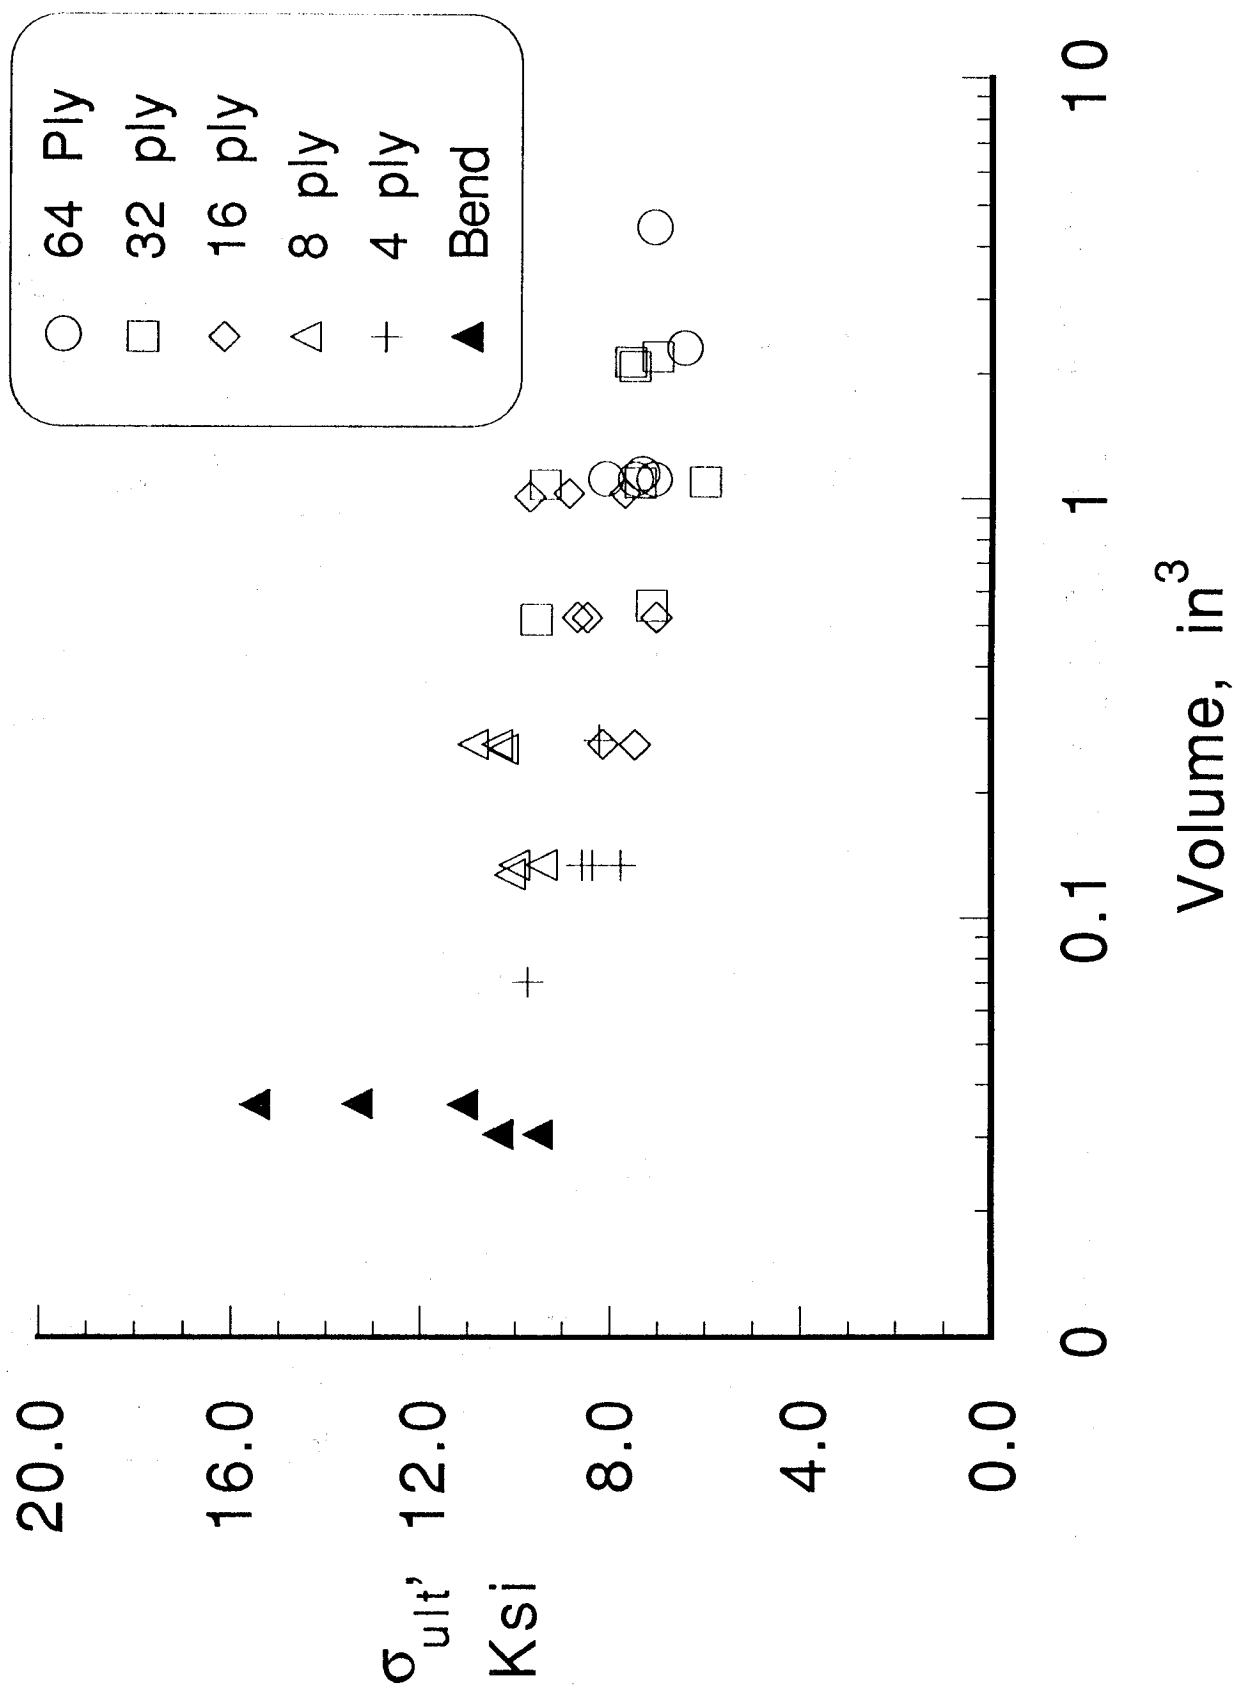 64 Ply
32 ply
16 ply
8 ply
4 ply
Bend
20.0
16.0
12.0
8.0
4.0
0.0
σult,
Ksi
0
0.1
1
10
Volume, in³